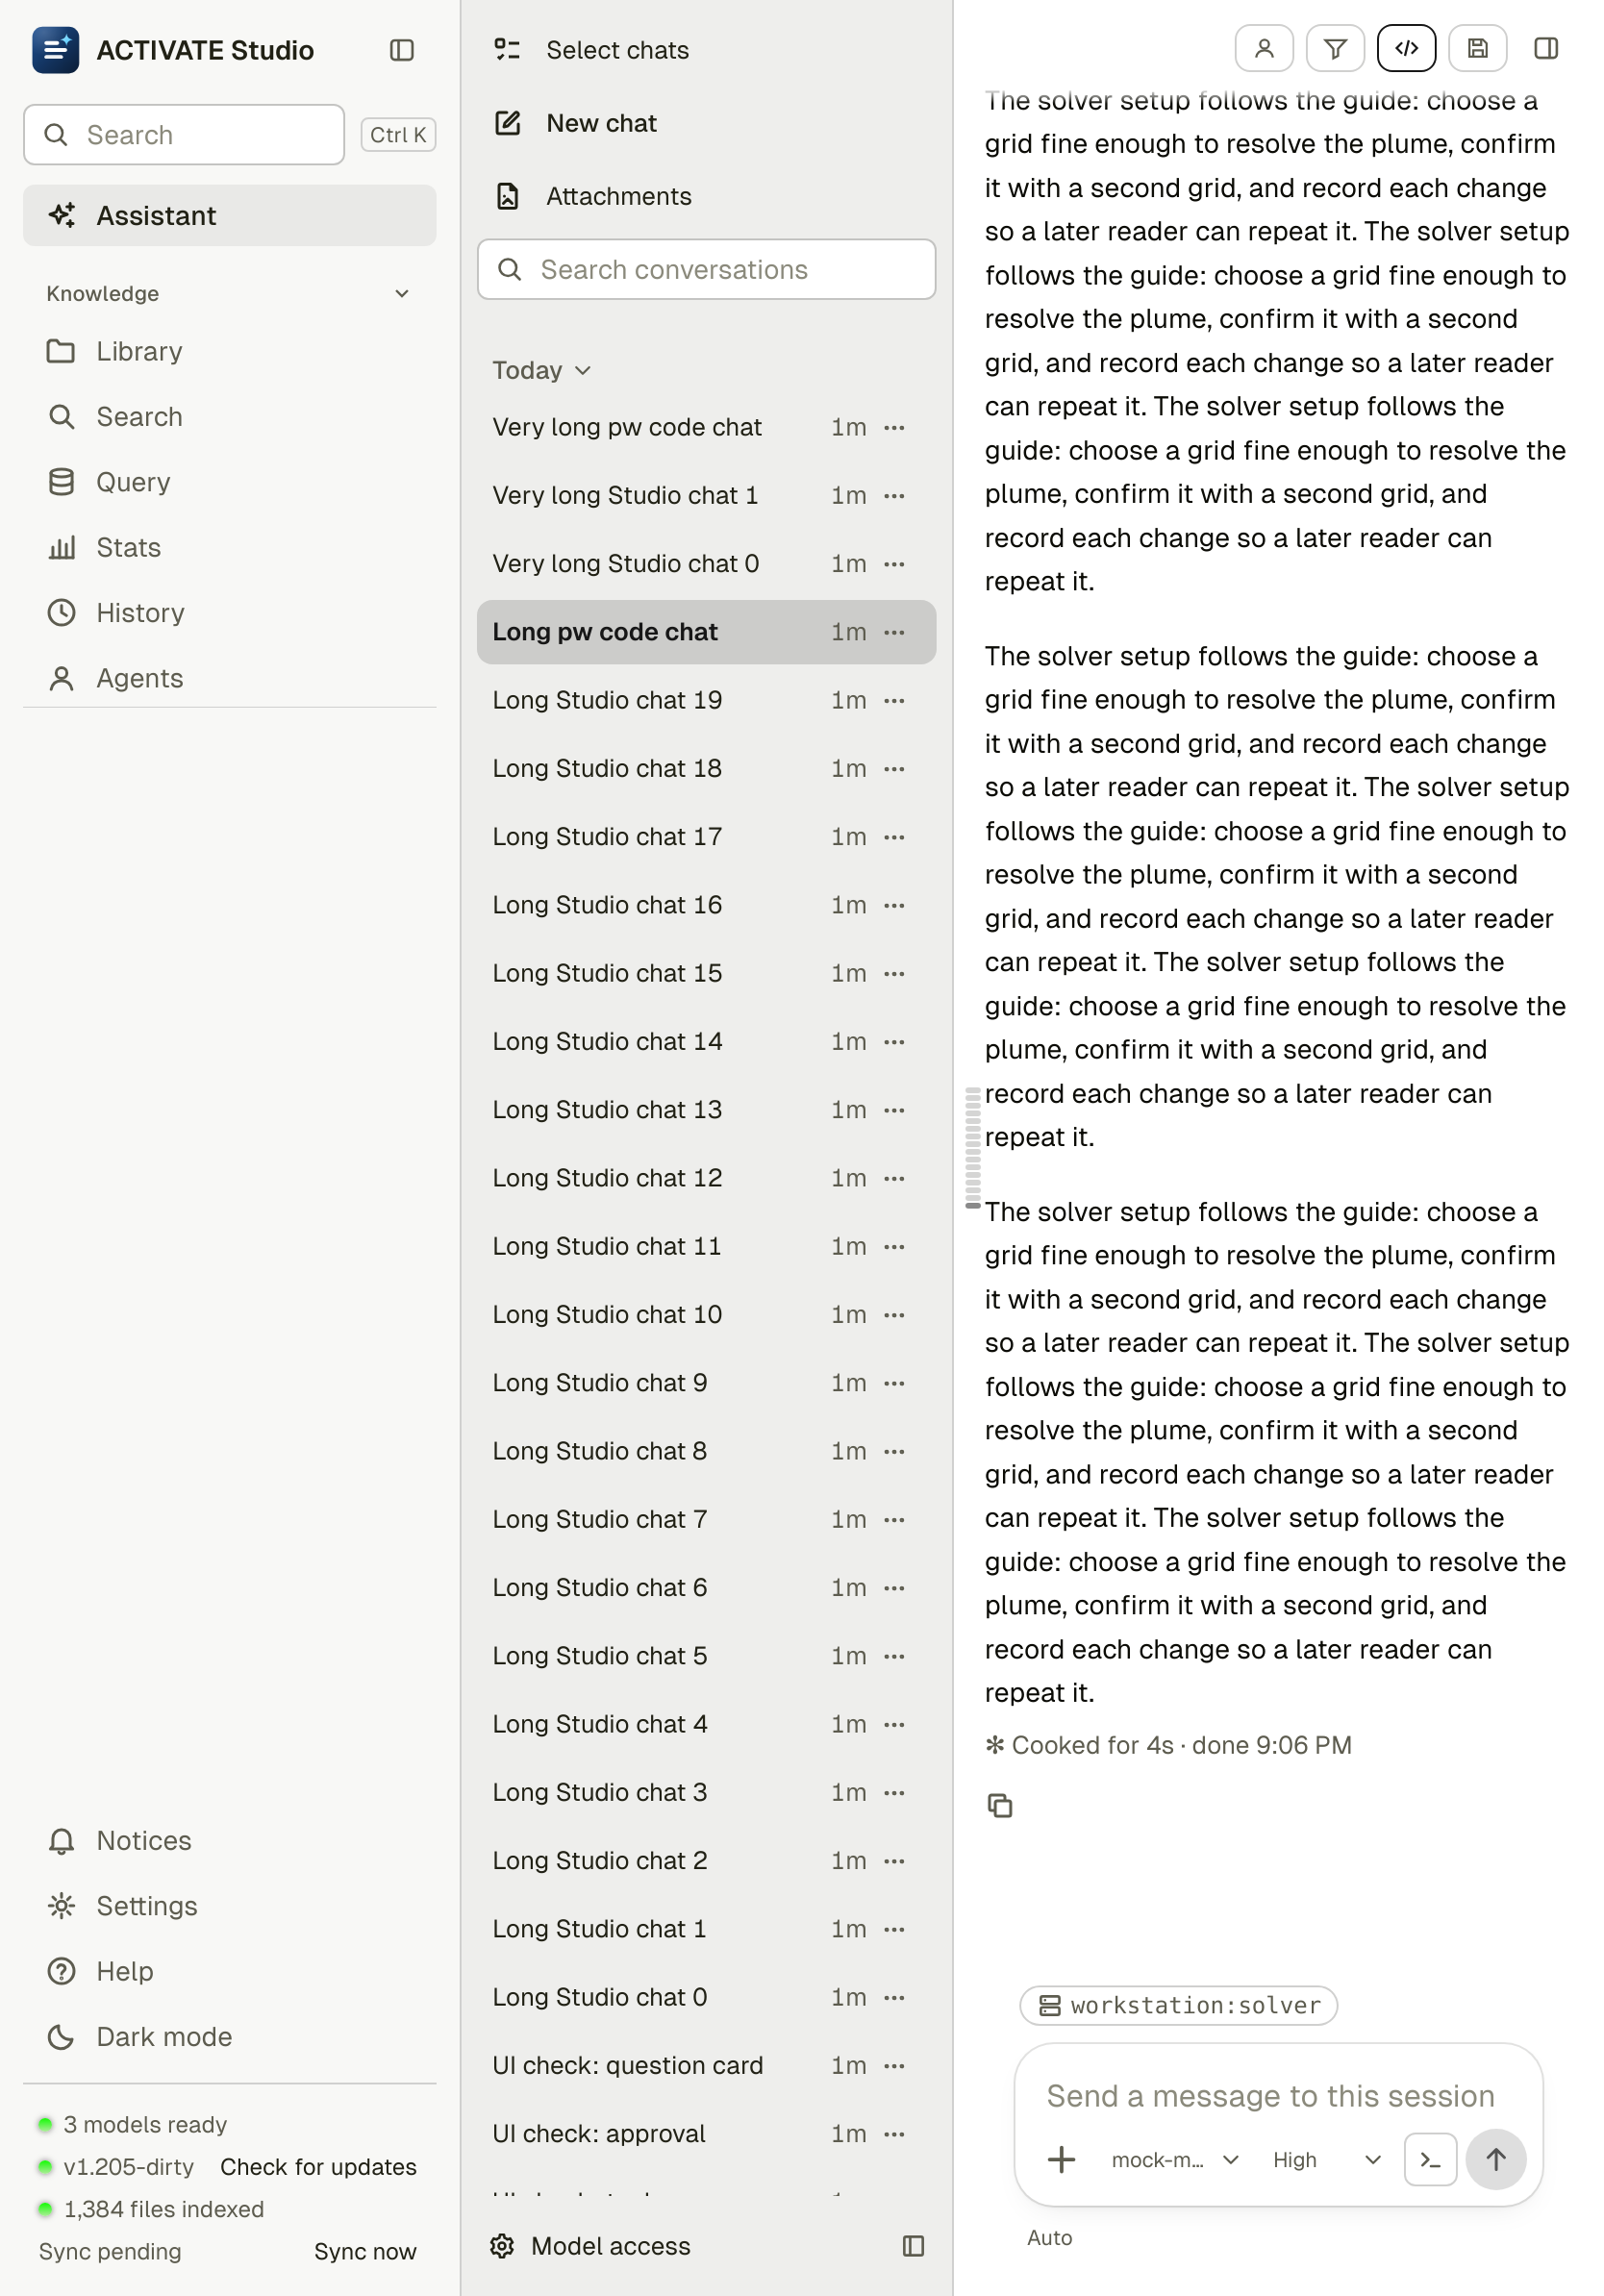 ACTIVATE Studio
Search
Ctrl K
Assistant
Knowledge
Library
Search
Query
Stats
History
Agents
Notices
Settings
Help
Dark mode
3 models ready
v1.205-dirty Check for updates
1,384 files indexed
Sync pending Sync now
Select chats
New chat
Attachments
Search conversations
Today
Very long pw code chat 1m
Very long Studio chat 1 1m
Very long Studio chat 0 1m
Long pw code chat 1m
Long Studio chat 19 1m
Long Studio chat 18 1m
Long Studio chat 17 1m
Long Studio chat 16 1m
Long Studio chat 15 1m
Long Studio chat 14 1m
Long Studio chat 13 1m
Long Studio chat 12 1m
Long Studio chat 11 1m
Long Studio chat 10 1m
Long Studio chat 9 1m
Long Studio chat 8 1m
Long Studio chat 7 1m
Long Studio chat 6 1m
Long Studio chat 5 1m
Long Studio chat 4 1m
Long Studio chat 3 1m
Long Studio chat 2 1m
Long Studio chat 1 1m
Long Studio chat 0 1m
UI check: question card 1m
UI check: approval 1m
Model access
The solver setup follows the guide: choose a
grid fine enough to resolve the plume, confirm
it with a second grid, and record each change
so a later reader can repeat it. The solver setup
follows the guide: choose a grid fine enough to
resolve the plume, confirm it with a second
grid, and record each change so a later reader
can repeat it. The solver setup follows the
guide: choose a grid fine enough to resolve the
plume, confirm it with a second grid, and
record each change so a later reader can
repeat it.
The solver setup follows the guide: choose a
grid fine enough to resolve the plume, confirm
it with a second grid, and record each change
so a later reader can repeat it. The solver setup
follows the guide: choose a grid fine enough to
resolve the plume, confirm it with a second
grid, and record each change so a later reader
can repeat it. The solver setup follows the
guide: choose a grid fine enough to resolve the
plume, confirm it with a second grid, and
record each change so a later reader can
repeat it.
The solver setup follows the guide: choose a
grid fine enough to resolve the plume, confirm
it with a second grid, and record each change
so a later reader can repeat it. The solver setup
follows the guide: choose a grid fine enough to
resolve the plume, confirm it with a second
grid, and record each change so a later reader
can repeat it. The solver setup follows the
guide: choose a grid fine enough to resolve the
plume, confirm it with a second grid, and
record each change so a later reader can
repeat it.
✻ Cooked for 4s · done 9:06 PM
workstation:solver
Send a message to this session
mock-m... High
Auto